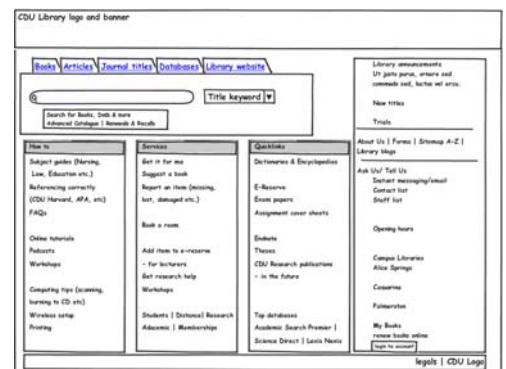 CDU Library logo and banner
Books Articles Journal titles Databases Library website
Title keyword
Search for Books, Dvds & more
Advanced Catalogue | Renewals & Recalls
How to
Subject guides (Nursing,
Law, Education etc.)
Referencing correctly
(CDU Harvard, APA, etc)
FAQs
Online tutorials
Podcasts
Workshops
Computing tips (scanning,
burning to CD etc)
Wireless setup
Printing
Services
Get it for me
Suggest a book
Report an item (missing,
lost, damaged etc.)
Book a room
Add item to e-reserve
- for lecturers
Get research help
Workshops
Students | Distance| Research
Adacemic | Memberships
Quicklinks
Dictionaries & Encyclopedias
E-Reserve
Exam papers
Assignment cover sheets
Endnote
Theses
CDU Research publications
- in the future
Top databases
Academic Search Premier |
Science Direct | Lexis Nexis
Library announcements
Ut justo purus, ornare sed
commodo sed, luctus vel arcu.
New titles
Trials
About Us | Forms | Sitemap A-Z |
Library blogs
Ask Us/ Tell Us
Instant messaging/email
Contact list
Staff list
Opening hours
Campus Libraries
Alice Springs
Casuarina
Palmerston
My Books
renew books online
login to account
legals | CDU Logo